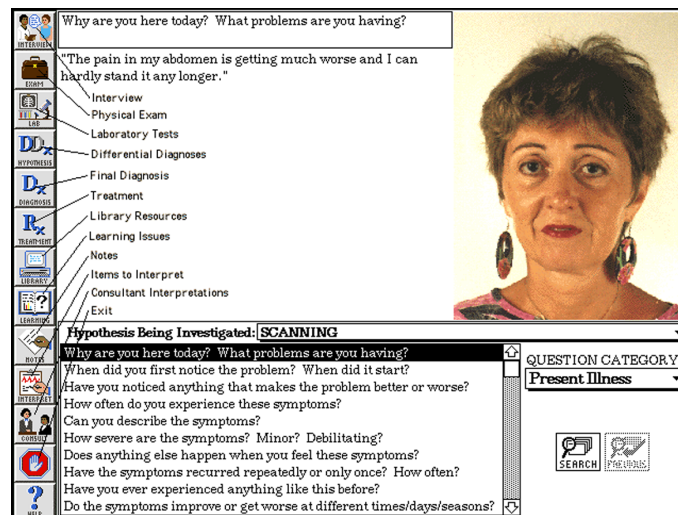 Why are you here today? What problems are you having?
"The pain in my abdomen is getting much worse and I can
hardly stand it any longer."
INTERVIEW
EXAM
LAB
DDx
HYPOTHESIS
Dx
DIAGNOSIS
Rx
TREATMENT
LIBRARY
?
LEARNING
NOTES
INTERPRET
CONSULT
?
HELP
Interview
Physical Exam
Laboratory Tests
Differential Diagnoses
Final Diagnosis
Treatment
Library Resources
Learning Issues
Notes
Items to Interpret
Consultant Interpretations
Exit
Hypothesis Being Investigated: SCANNING
Why are you here today? What problems are you having?
When did you first notice the problem? When did it start?
Have you noticed anything that makes the problem better or worse?
How often do you experience these symptoms?
Can you describe the symptoms?
How severe are the symptoms? Minor? Debilitating?
Does anything else happen when you feel these symptoms?
Have the symptoms recurred repeatedly or only once? How often?
Have you ever experienced anything like this before?
Do the symptoms improve or get worse at different times/days/seasons?
QUESTION CATEGORY
Present Illness
SEARCH
PREVIOUS